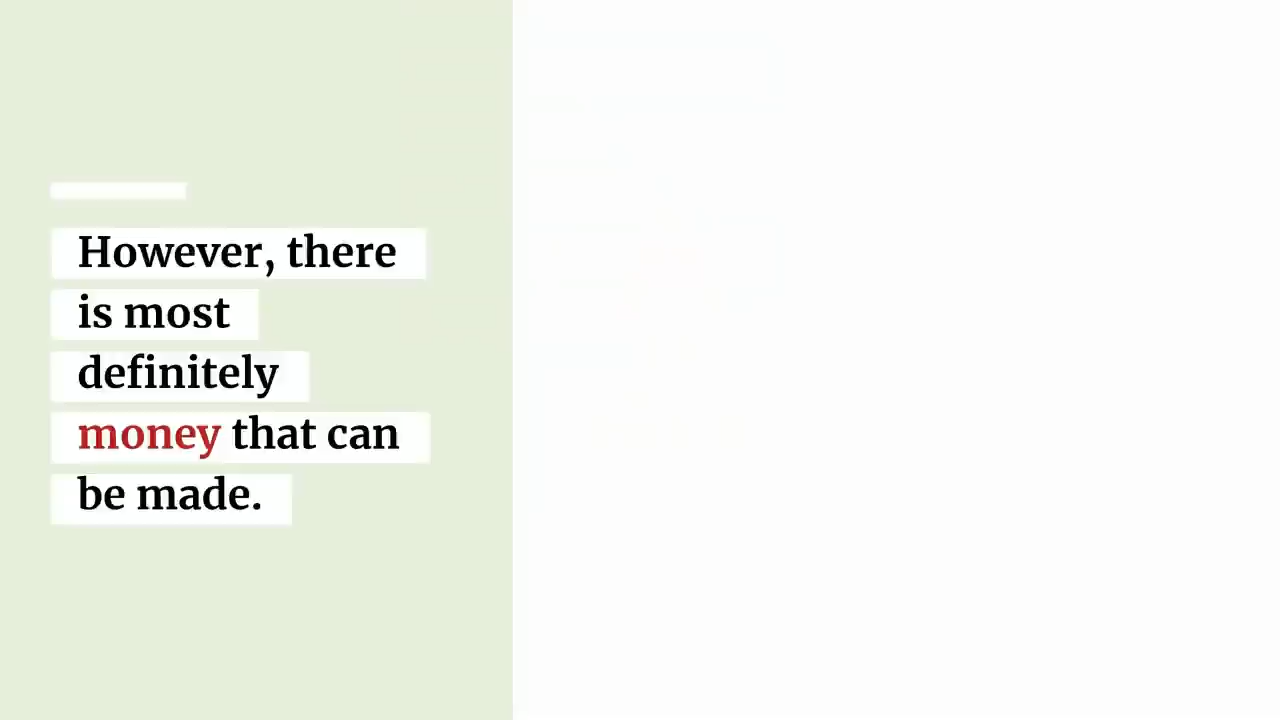 However, there
is most
definitely
money that can
be made.